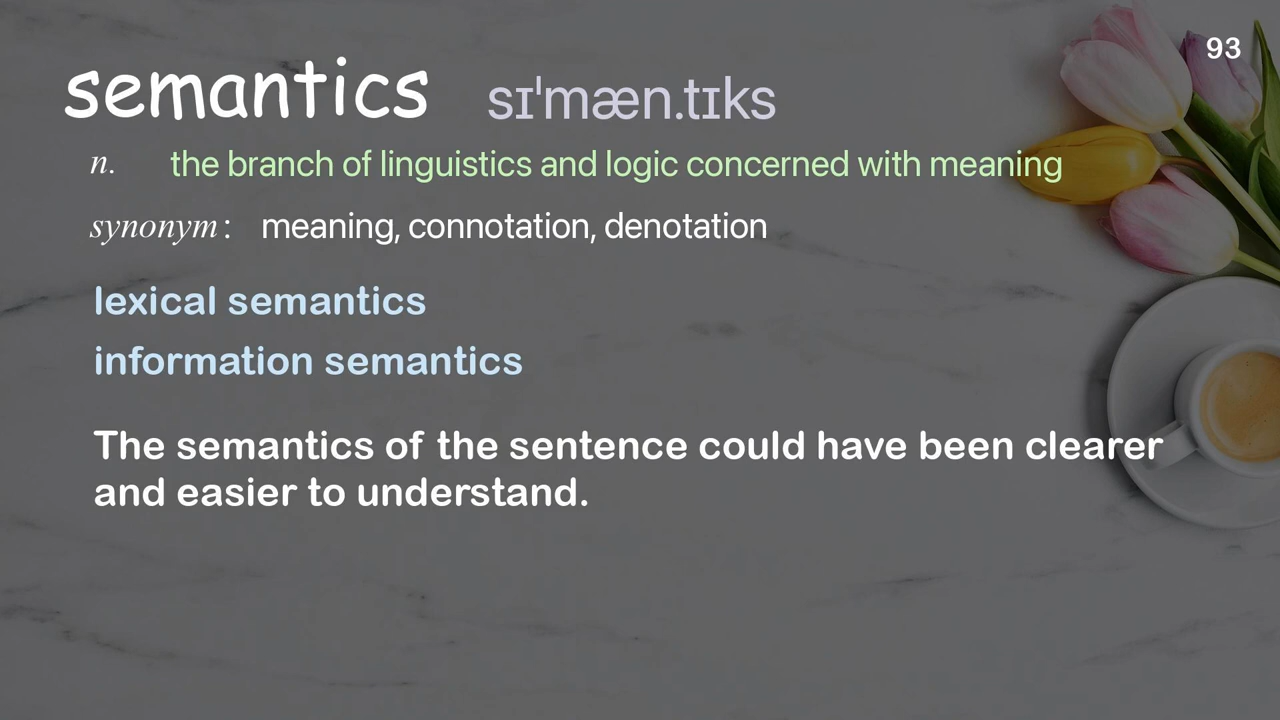 93
semantics sɪˈmæn.tɪks
n. the branch of linguistics and logic concerned with meaning
synonym: meaning, connotation, denotation
lexical semantics
information semantics
The semantics of the sentence could have been clearer
and easier to understand.